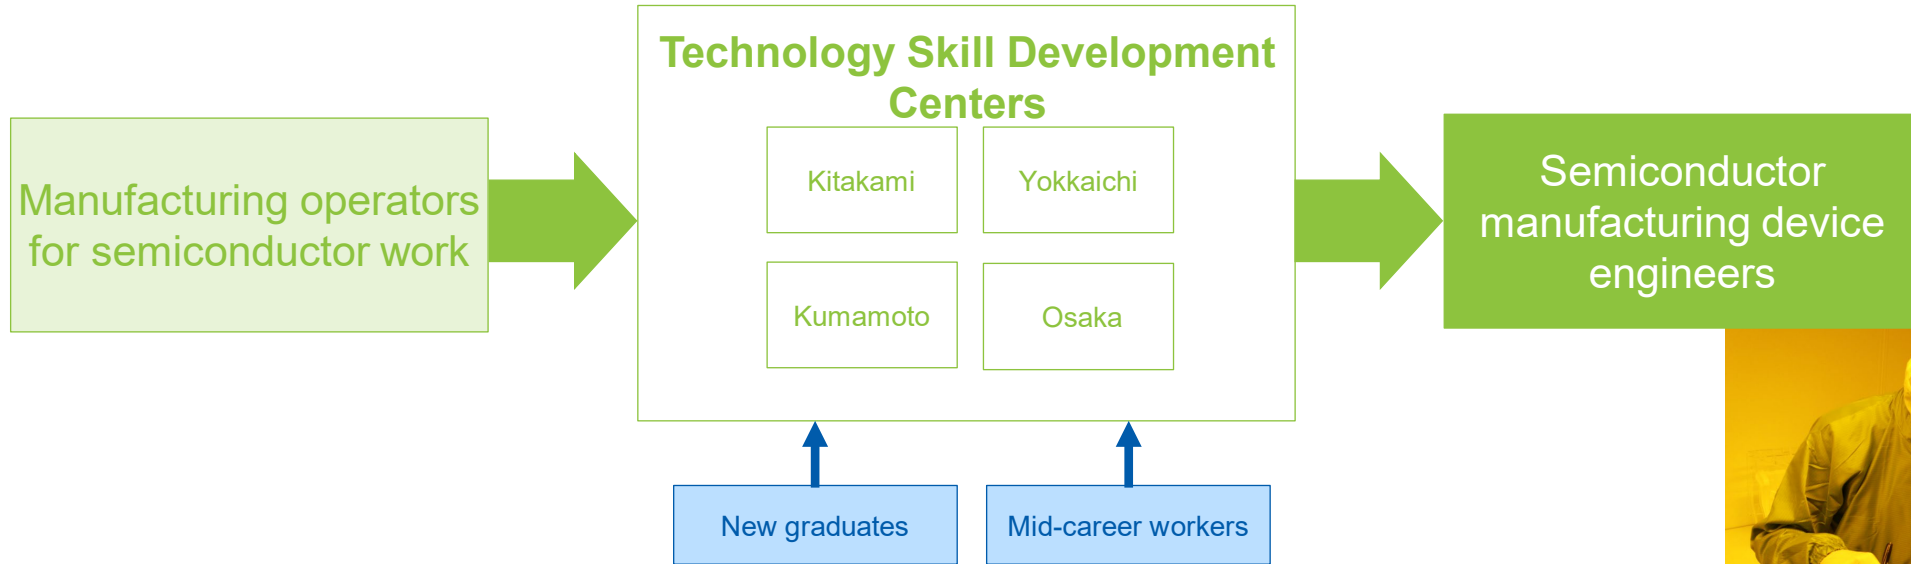 Technology Skill Development
Centers
Manufacturing operators
for semiconductor work
Kitakami
Yokkaichi
Kumamoto
Osaka
Semiconductor
manufacturing device
engineers
New graduates
Mid-career workers